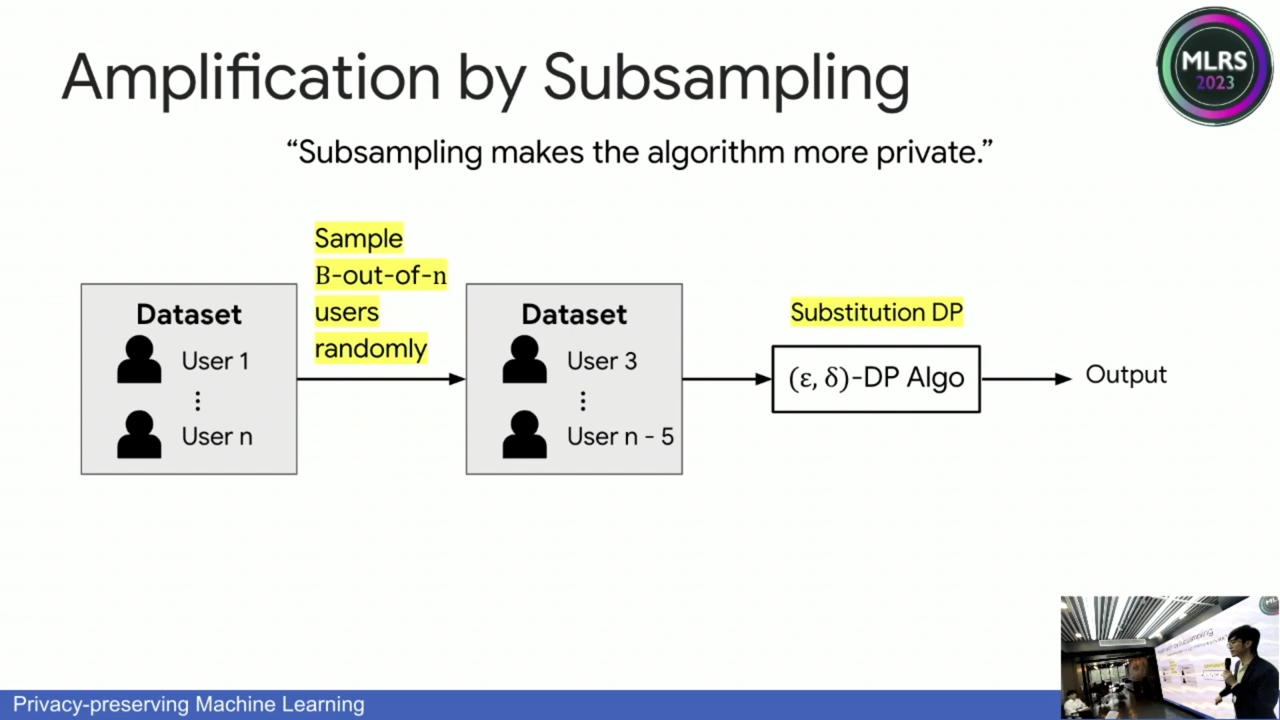 Amplification by Subsampling
MLRS
2023
“Subsampling makes the algorithm more private.”
Sample
B-out-of-n
users
randomly
Dataset
User 1
User n
Dataset
User 3
User n - 5
Substitution DP
(ε, δ)-DP Algo
Output
Privacy-preserving Machine Learning